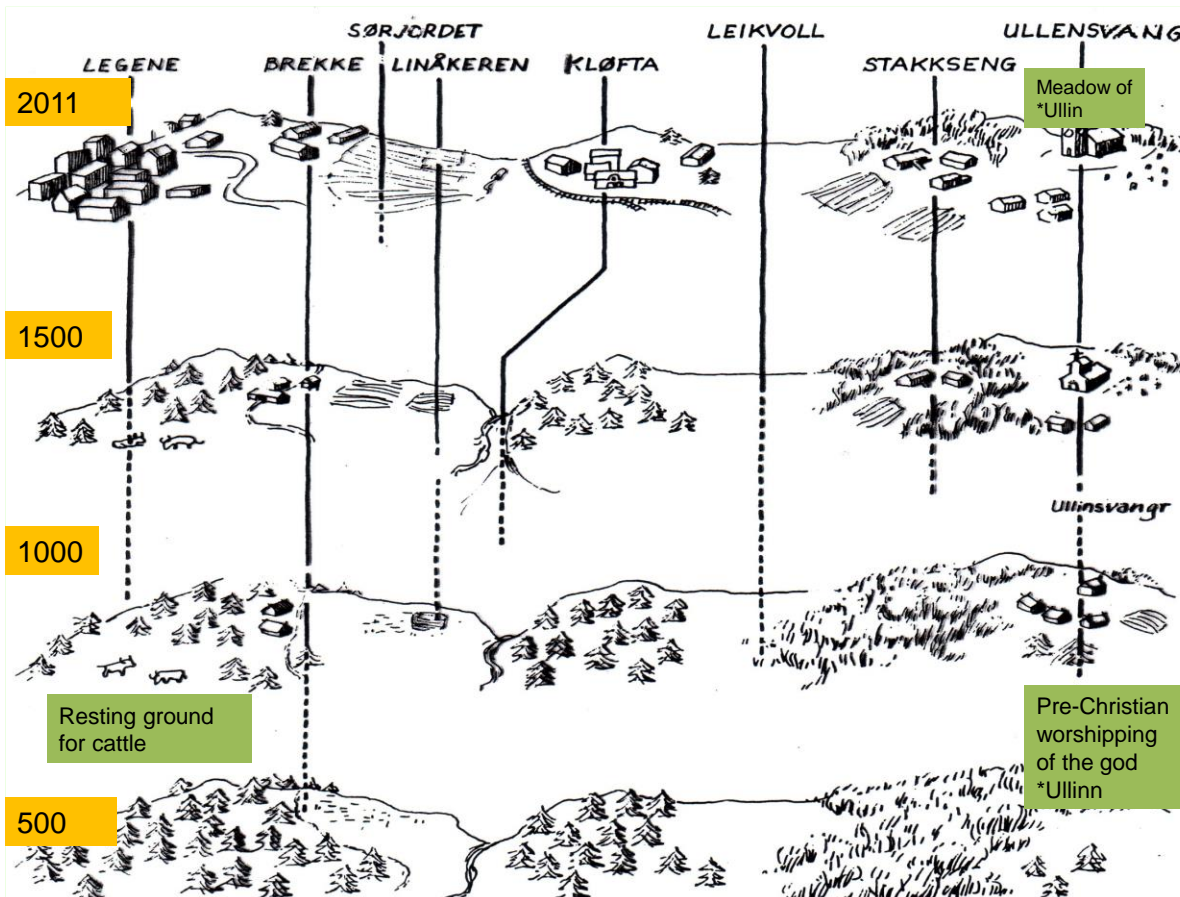 SØRJORDET
LEIKVOLL
ULLENSVANG
LEGENE
BREKKE
LINÅKEREN
KLØFTA
STAKKSENG
2011
Meadow of
*Ullin
1500
Ullinsvangr
1000
Resting ground
for cattle
Pre-Christian
worshipping
of the god
*Ullinn
500